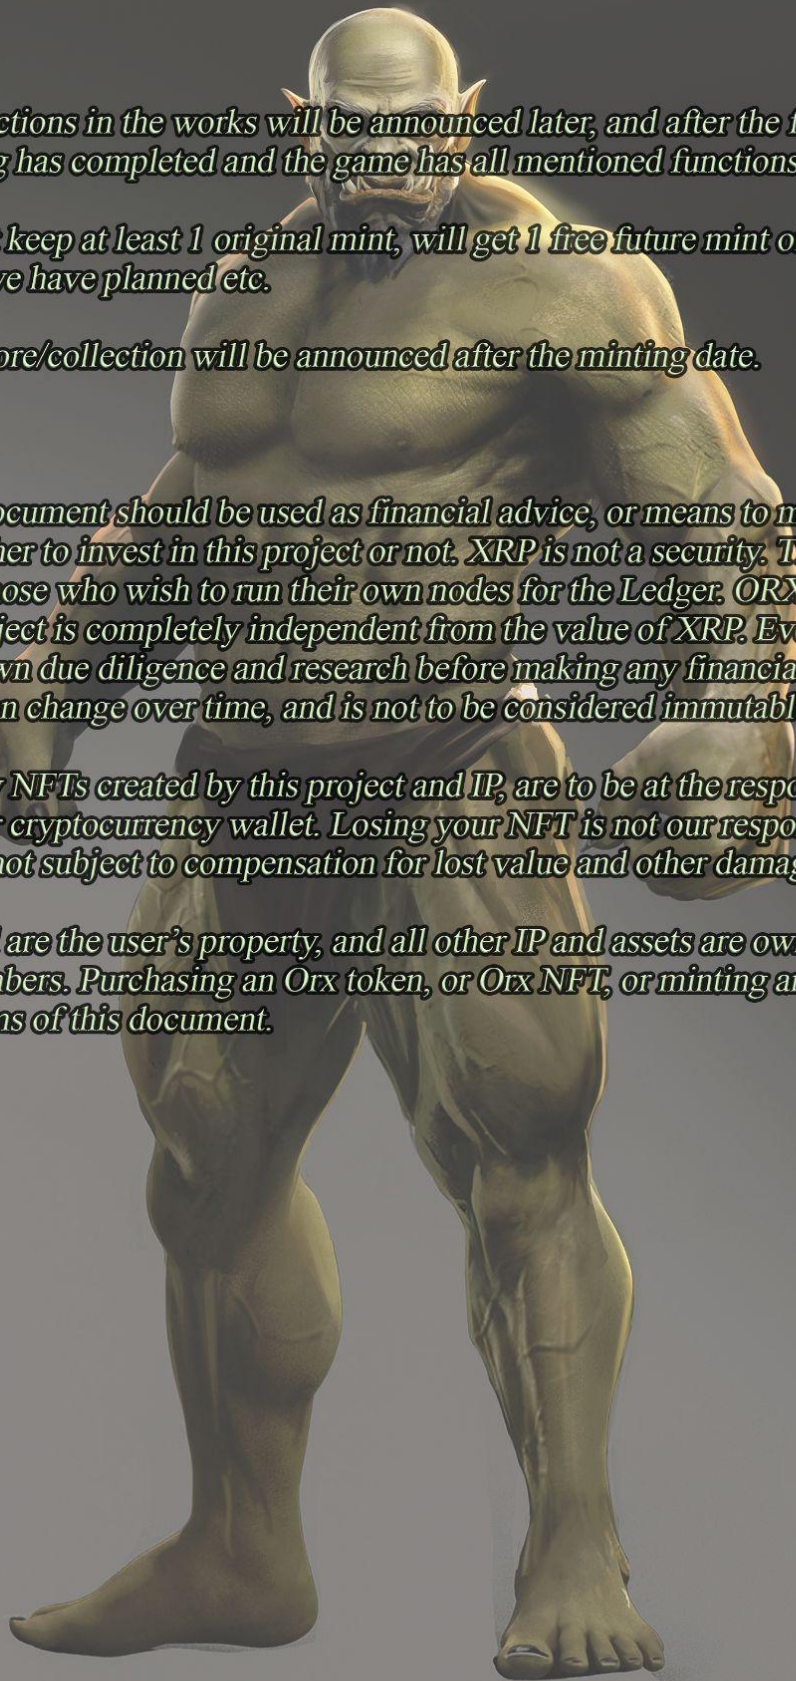 ctions in the works will be announced later, and after the f
g has completed and the game has all mentioned functions
keep at least 1 original mint, will get 1 free future mint o
ve have planned etc.
ore/collection will be announced after the minting date.
ocument should be used as financial advice, or means to m
her to invest in this project or not. XRP is not a security. T
ose who wish to run their own nodes for the Ledger. ORX
ject is completely independent from the value of XRP. Ev
wn due diligence and research before making any financia
n change over time, and is not to be considered immutabl
y NFTs created by this project and IP, are to be at the respo
r cryptocurrency wallet. Losing your NFT is not our respo
not subject to compensation for lost value and other damag
are the user's property, and all other IP and assets are ow
mbers. Purchasing an Orx token, or Orx NFT, or minting a
ns of this document.